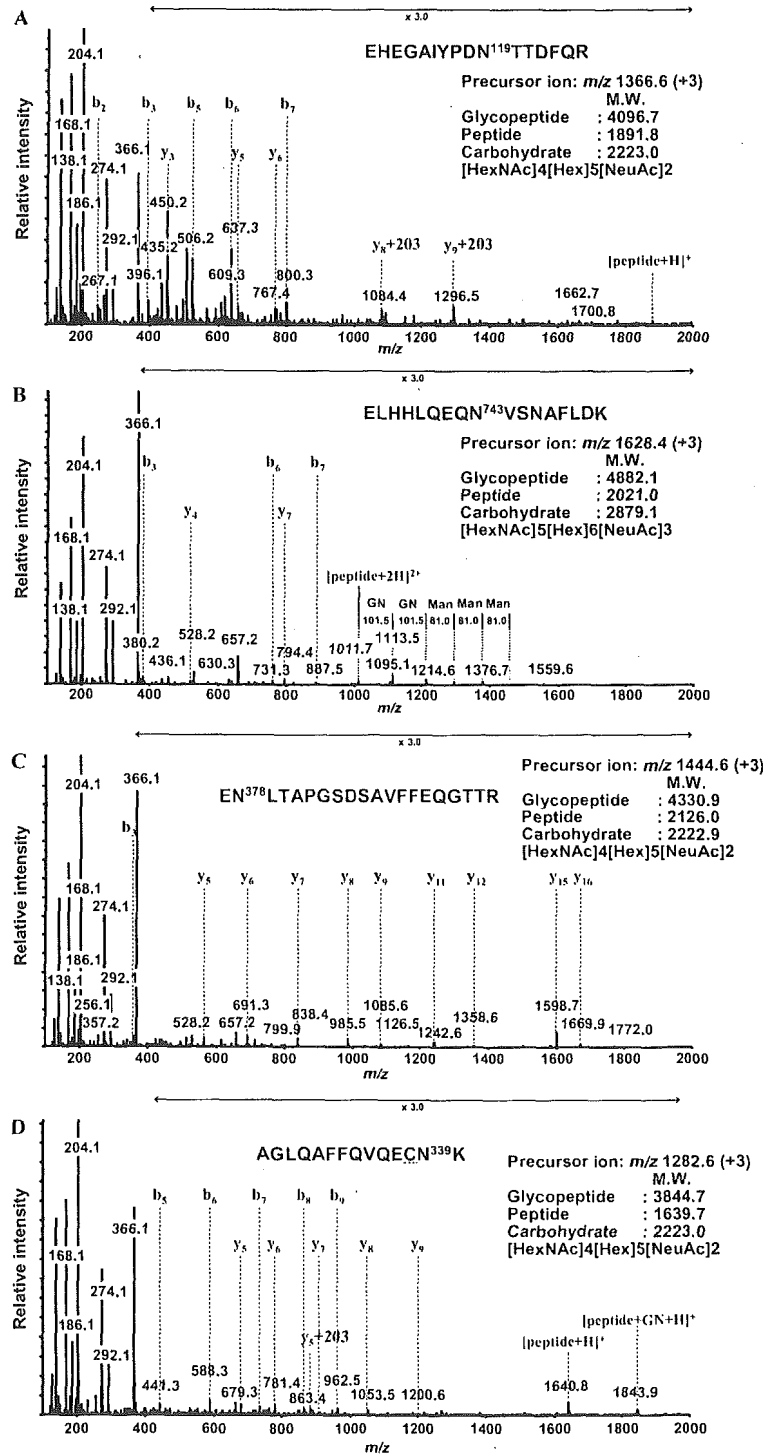 x 3.0
A
EHEGAIYPDN¹¹⁹TTDFQR
Precursor ion: m/z 1366.6 (+3)
M.W.
Glycopeptide : 4096.7
Peptide : 1891.8
Carbohydrate : 2223.0
[HexNAc]4[Hex]5[NeuAc]2
Relative intensity
204.1
168.1
138.1
186.1
274.1
292.1
267.1
366.1
396.1
435.2
450.2
506.2
609.3
637.3
767.4
800.3
1084.4
1296.5
1662.7
1700.8
b₂
b₃
y₃
b₅
b₆
y₅
y₆
b₇
y₈+203
y₉+203
[peptide+H]⁺
200 400 600 800 1000 1200 1400 1600 1800 2000
m/z
x 3.0
B
ELHHLQEQN⁷⁴³VSNAFLDK
Precursor ion: m/z 1628.4 (+3)
M.W.
Glycopeptide : 4882.1
Peptide : 2021.0
Carbohydrate : 2879.1
[HexNAc]5[Hex]6[NeuAc]3
Relative intensity
366.1
204.1
168.1
274.1
138.1
292.1
380.2
436.1
528.2
630.3
657.2
731.3
794.4
887.5
1011.7
1095.1
1113.5
1214.6
1376.7
1559.6
b₃
y₄
b₆
y₇
b₇
[peptide+2H]²⁺
GN GN Man Man Man
101.5 101.5 81.0 81.0 81.0
200 400 600 800 1000 1200 1400 1600 1800 2000
m/z
x 3.0
C
EN³⁷⁸LTAPGSDSAVFFEQGTTR
Precursor ion: m/z 1444.6 (+3)
M.W.
Glycopeptide : 4330.9
Peptide : 2126.0
Carbohydrate : 2222.9
[HexNAc]4[Hex]5[NeuAc]2
Relative intensity
204.1
366.1
168.1
274.1
186.1
138.1
292.1
256.1
357.2
528.2
657.2
691.3
799.9
838.4
985.5
1085.6
1126.5
1242.6
1358.6
1598.7
1669.9
1772.0
b₃
y₅
y₆
y₇
y₈
y₉
y₁₁
y₁₂
y₁₅
y₁₆
200 400 600 800 1000 1200 1400 1600 1800 2000
m/z
x 3.0
D
AGLQAFFQVQECN³³⁹K
Precursor ion: m/z 1282.6 (+3)
M.W.
Glycopeptide : 3844.7
Peptide : 1639.7
Carbohydrate : 2223.0
[HexNAc]4[Hex]5[NeuAc]2
Relative intensity
204.1
366.1
168.1
274.1
186.1
292.1
441.3
588.3
679.3
781.4
863.4
962.5
1053.5
1200.6
1640.8
1843.9
b₅
b₆
b₇
b₈
b₉
y₅
y₆
y₇
y₈
y₉
y₅+203
[peptide+H]⁺
[peptide+GN+H]⁺
200 400 600 800 1000 1200 1400 1600 1800 2000
m/z